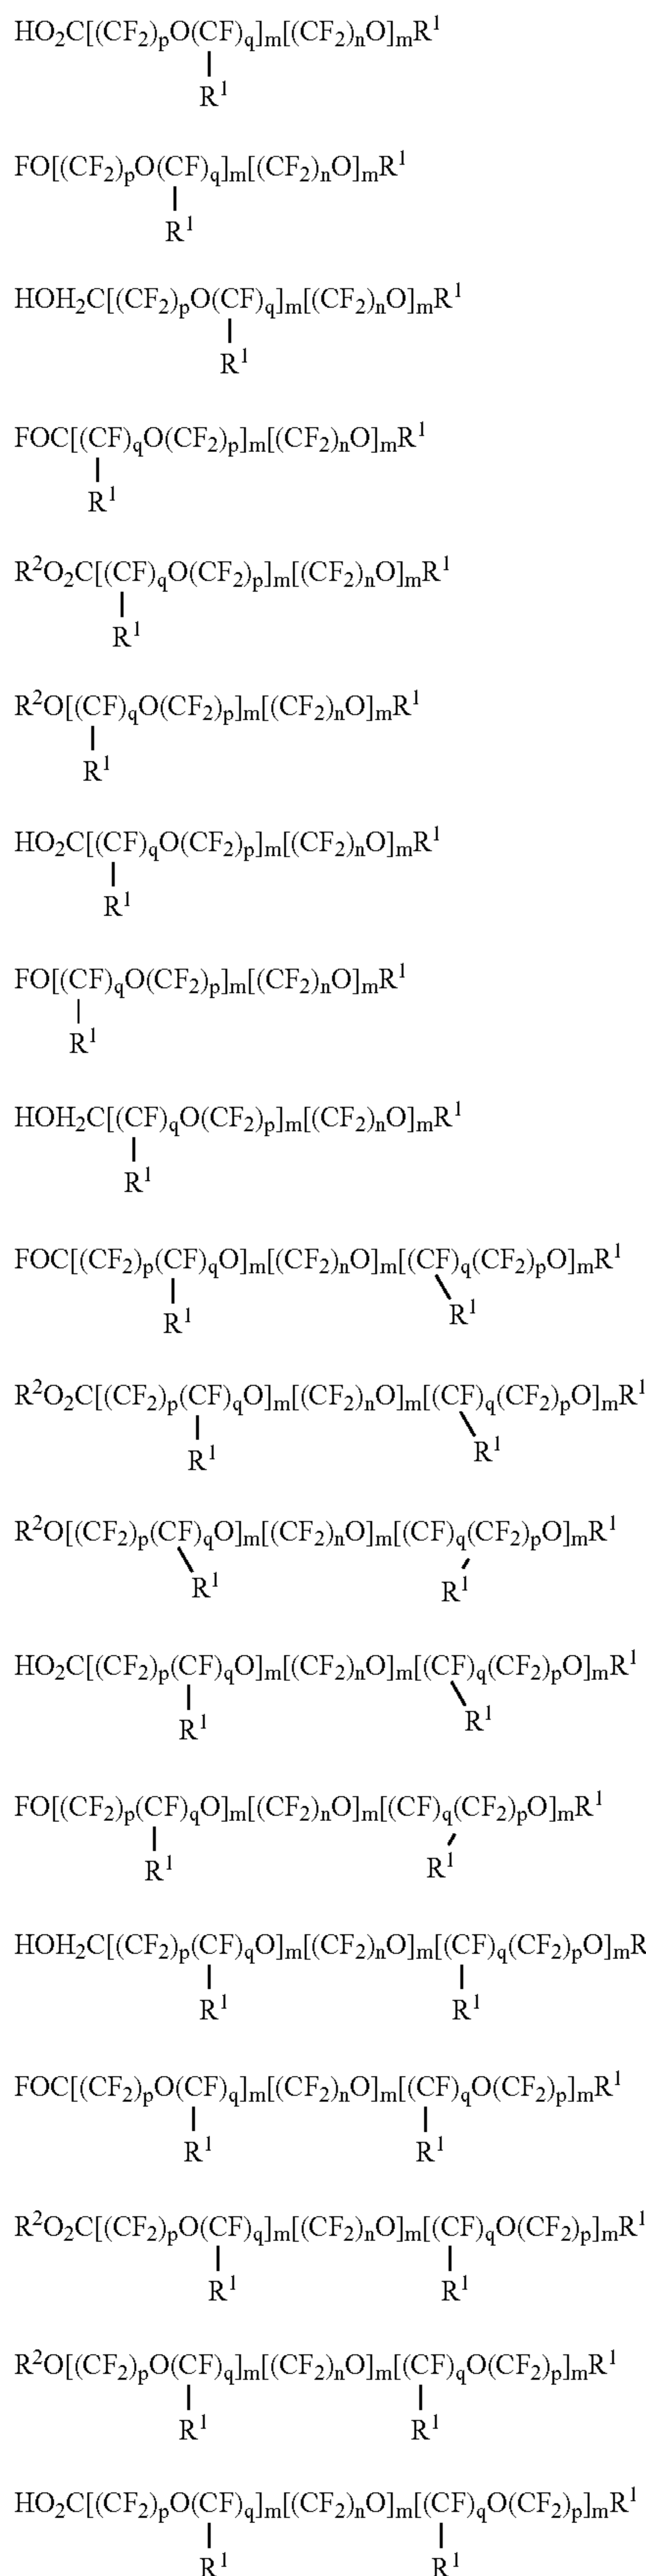 HO₂C[(CF₂)ₚO(CF)q]ₘ[(CF₂)ₙO]ₘR¹
R¹
FO[(CF₂)ₚO(CF)q]ₘ[(CF₂)ₙO]ₘR¹
R¹
HOH₂C[(CF₂)ₚO(CF)q]ₘ[(CF₂)ₙO]ₘR¹
R¹
FOC[(CF)qO(CF₂)ₚ]ₘ[(CF₂)ₙO]ₘR¹
R¹
R²O₂C[(CF)qO(CF₂)ₚ]ₘ[(CF₂)ₙO]ₘR¹
R¹
R²O[(CF)qO(CF₂)ₚ]ₘ[(CF₂)ₙO]ₘR¹
R¹
HO₂C[(CF)qO(CF₂)ₚ]ₘ[(CF₂)ₙO]ₘR¹
R¹
FO[(CF)qO(CF₂)ₚ]ₘ[(CF₂)ₙO]ₘR¹
R¹
HOH₂C[(CF)qO(CF₂)ₚ]ₘ[(CF₂)ₙO]ₘR¹
R¹
FOC[(CF₂)ₚ(CF)qO]ₘ[(CF₂)ₙO]ₘ[(CF)q(CF₂)ₚO]ₘR¹
R¹ R¹
R²O₂C[(CF₂)ₚ(CF)qO]ₘ[(CF₂)ₙO]ₘ[(CF)q(CF₂)ₚO]ₘR¹
R¹ R¹
R²O[(CF₂)ₚ(CF)qO]ₘ[(CF₂)ₙO]ₘ[(CF)q(CF₂)ₚO]ₘR¹
R¹ R¹
HO₂C[(CF₂)ₚ(CF)qO]ₘ[(CF₂)ₙO]ₘ[(CF)q(CF₂)ₚO]ₘR¹
R¹ R¹
FO[(CF₂)ₚ(CF)qO]ₘ[(CF₂)ₙO]ₘ[(CF)q(CF₂)ₚO]ₘR¹
R¹ R¹
HOH₂C[(CF₂)ₚ(CF)qO]ₘ[(CF₂)ₙO]ₘ[(CF)q(CF₂)ₚO]ₘR
R¹ R¹
FOC[(CF₂)ₚO(CF)q]ₘ[(CF₂)ₙO]ₘ[(CF)qO(CF₂)ₚ]ₘR¹
R¹ R¹
R²O₂C[(CF₂)ₚO(CF)q]ₘ[(CF₂)ₙO]ₘ[(CF)qO(CF₂)ₚ]ₘR¹
R¹ R¹
R²O[(CF₂)ₚO(CF)q]ₘ[(CF₂)ₙO]ₘ[(CF)qO(CF₂)ₚ]ₘR¹
R¹ R¹
HO₂C[(CF₂)ₚO(CF)q]ₘ[(CF₂)ₙO]ₘ[(CF)qO(CF₂)ₚ]ₘR¹
R¹ R¹